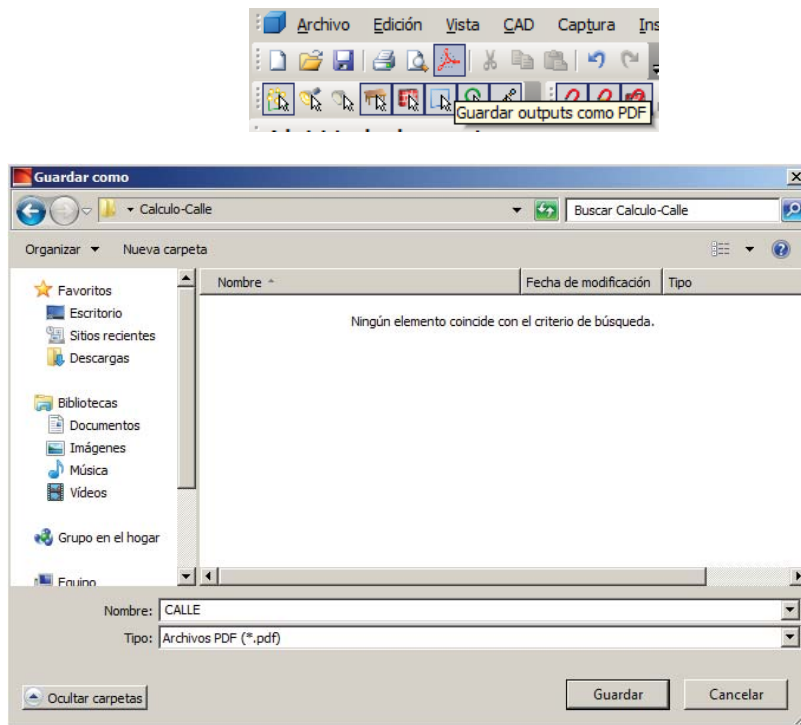 Archivo Edición Vista CAD Captura Ins
Guardar outputs como PDF
Guardar como
Calculo-Calle
Buscar Calculo-Calle
Organizar Nueva carpeta
Nombre Fecha de modificación Tipo
Ningún elemento coincide con el criterio de búsqueda.
Favoritos
Escritorio
Sitios recientes
Descargas
Bibliotecas
Documentos
Imágenes
Música
Vídeos
Grupo en el hogar
Equipo
Nombre: CALLE
Tipo: Archivos PDF (*.pdf)
Ocultar carpetas Guardar Cancelar